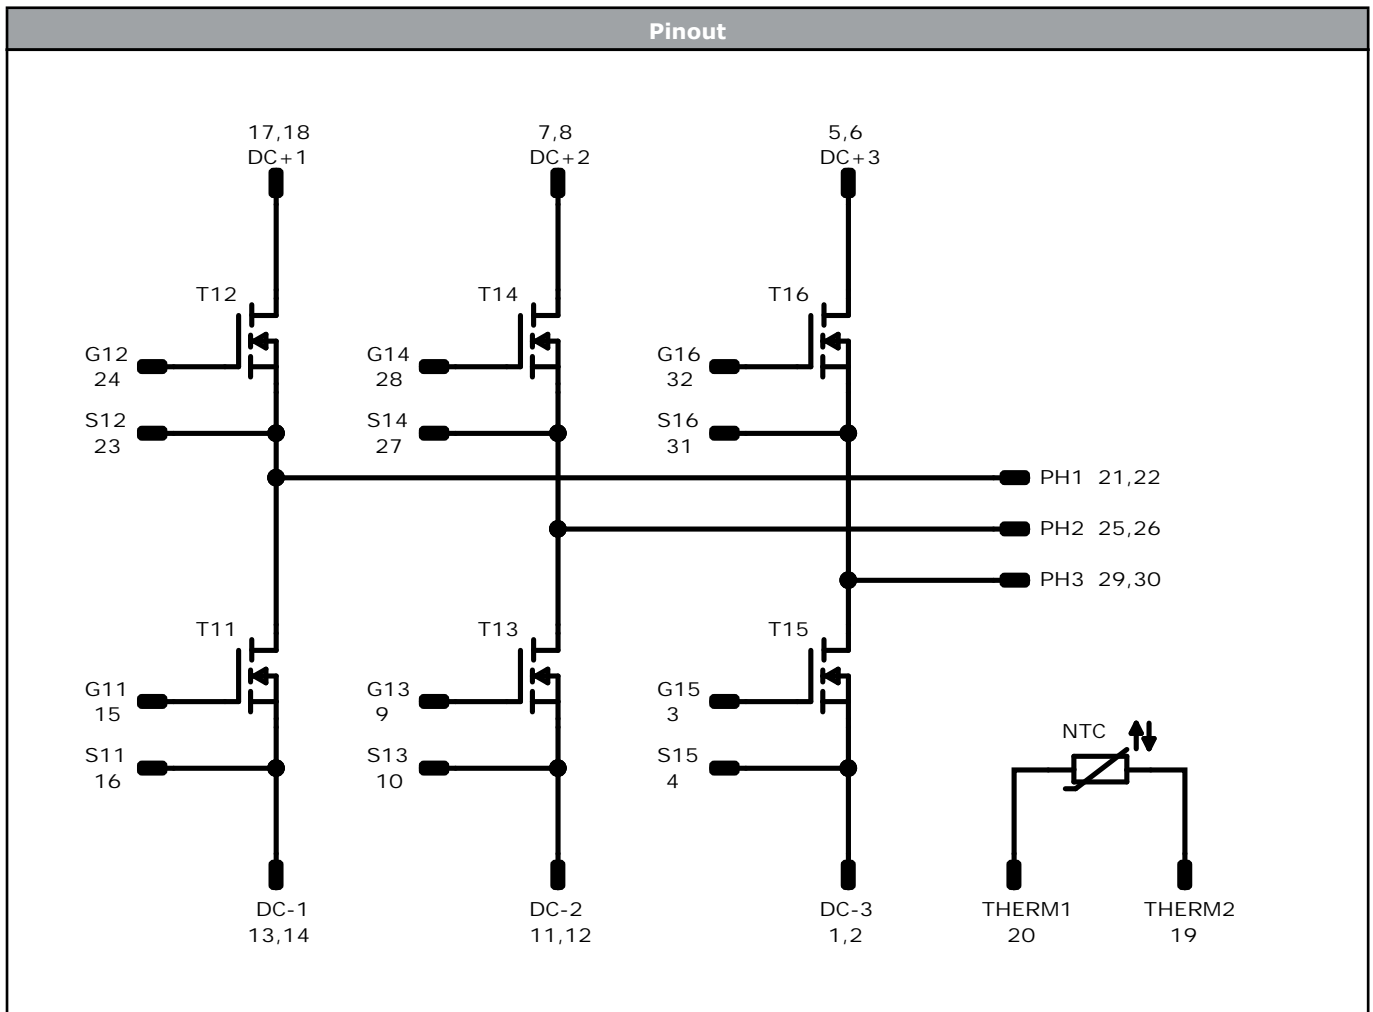 Pinout
17,18
DC+1
7,8
DC+2
5,6
DC+3
T12
T14
T16
G12
24
G14
28
G16
32
S12
23
S14
27
S16
31
PH1 21,22
PH2 25,26
PH3 29,30
T11
T13
T15
G11
15
G13
9
G15
3
S11
16
S13
10
S15
4
NTC
DC-1
13,14
DC-2
11,12
DC-3
1,2
THERM1
20
THERM2
19